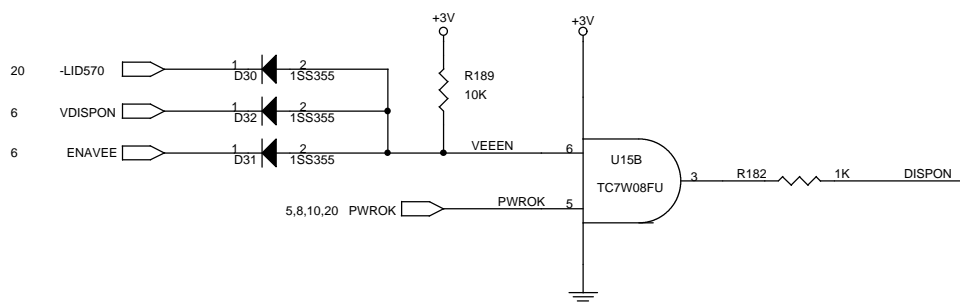 +3V
+3V
20 -LID570 1 2
D30 1SS355
R189
10K
6 VDISPON 1 2
D32 1SS355
6 ENAVEE 1 2
D31 1SS355
VEEEN 6
U15B
TC7W08FU
3 R182 1K DISPON
5,8,10,20 PWROK PWROK 5